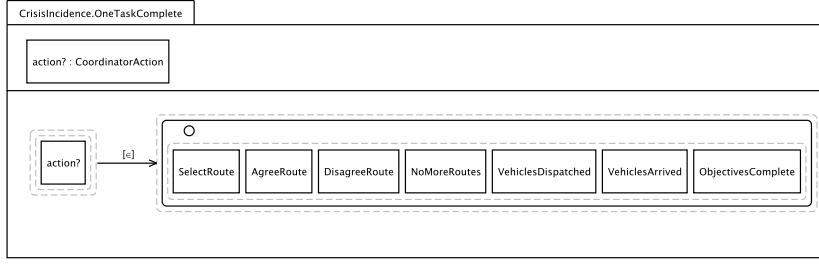 CrisisIncidence.OneTaskComplete
action? : CoordinatorAction
action?
[∈]
SelectRoute
AgreeRoute
DisagreeRoute
NoMoreRoutes
VehiclesDispatched
VehiclesArrived
ObjectivesComplete